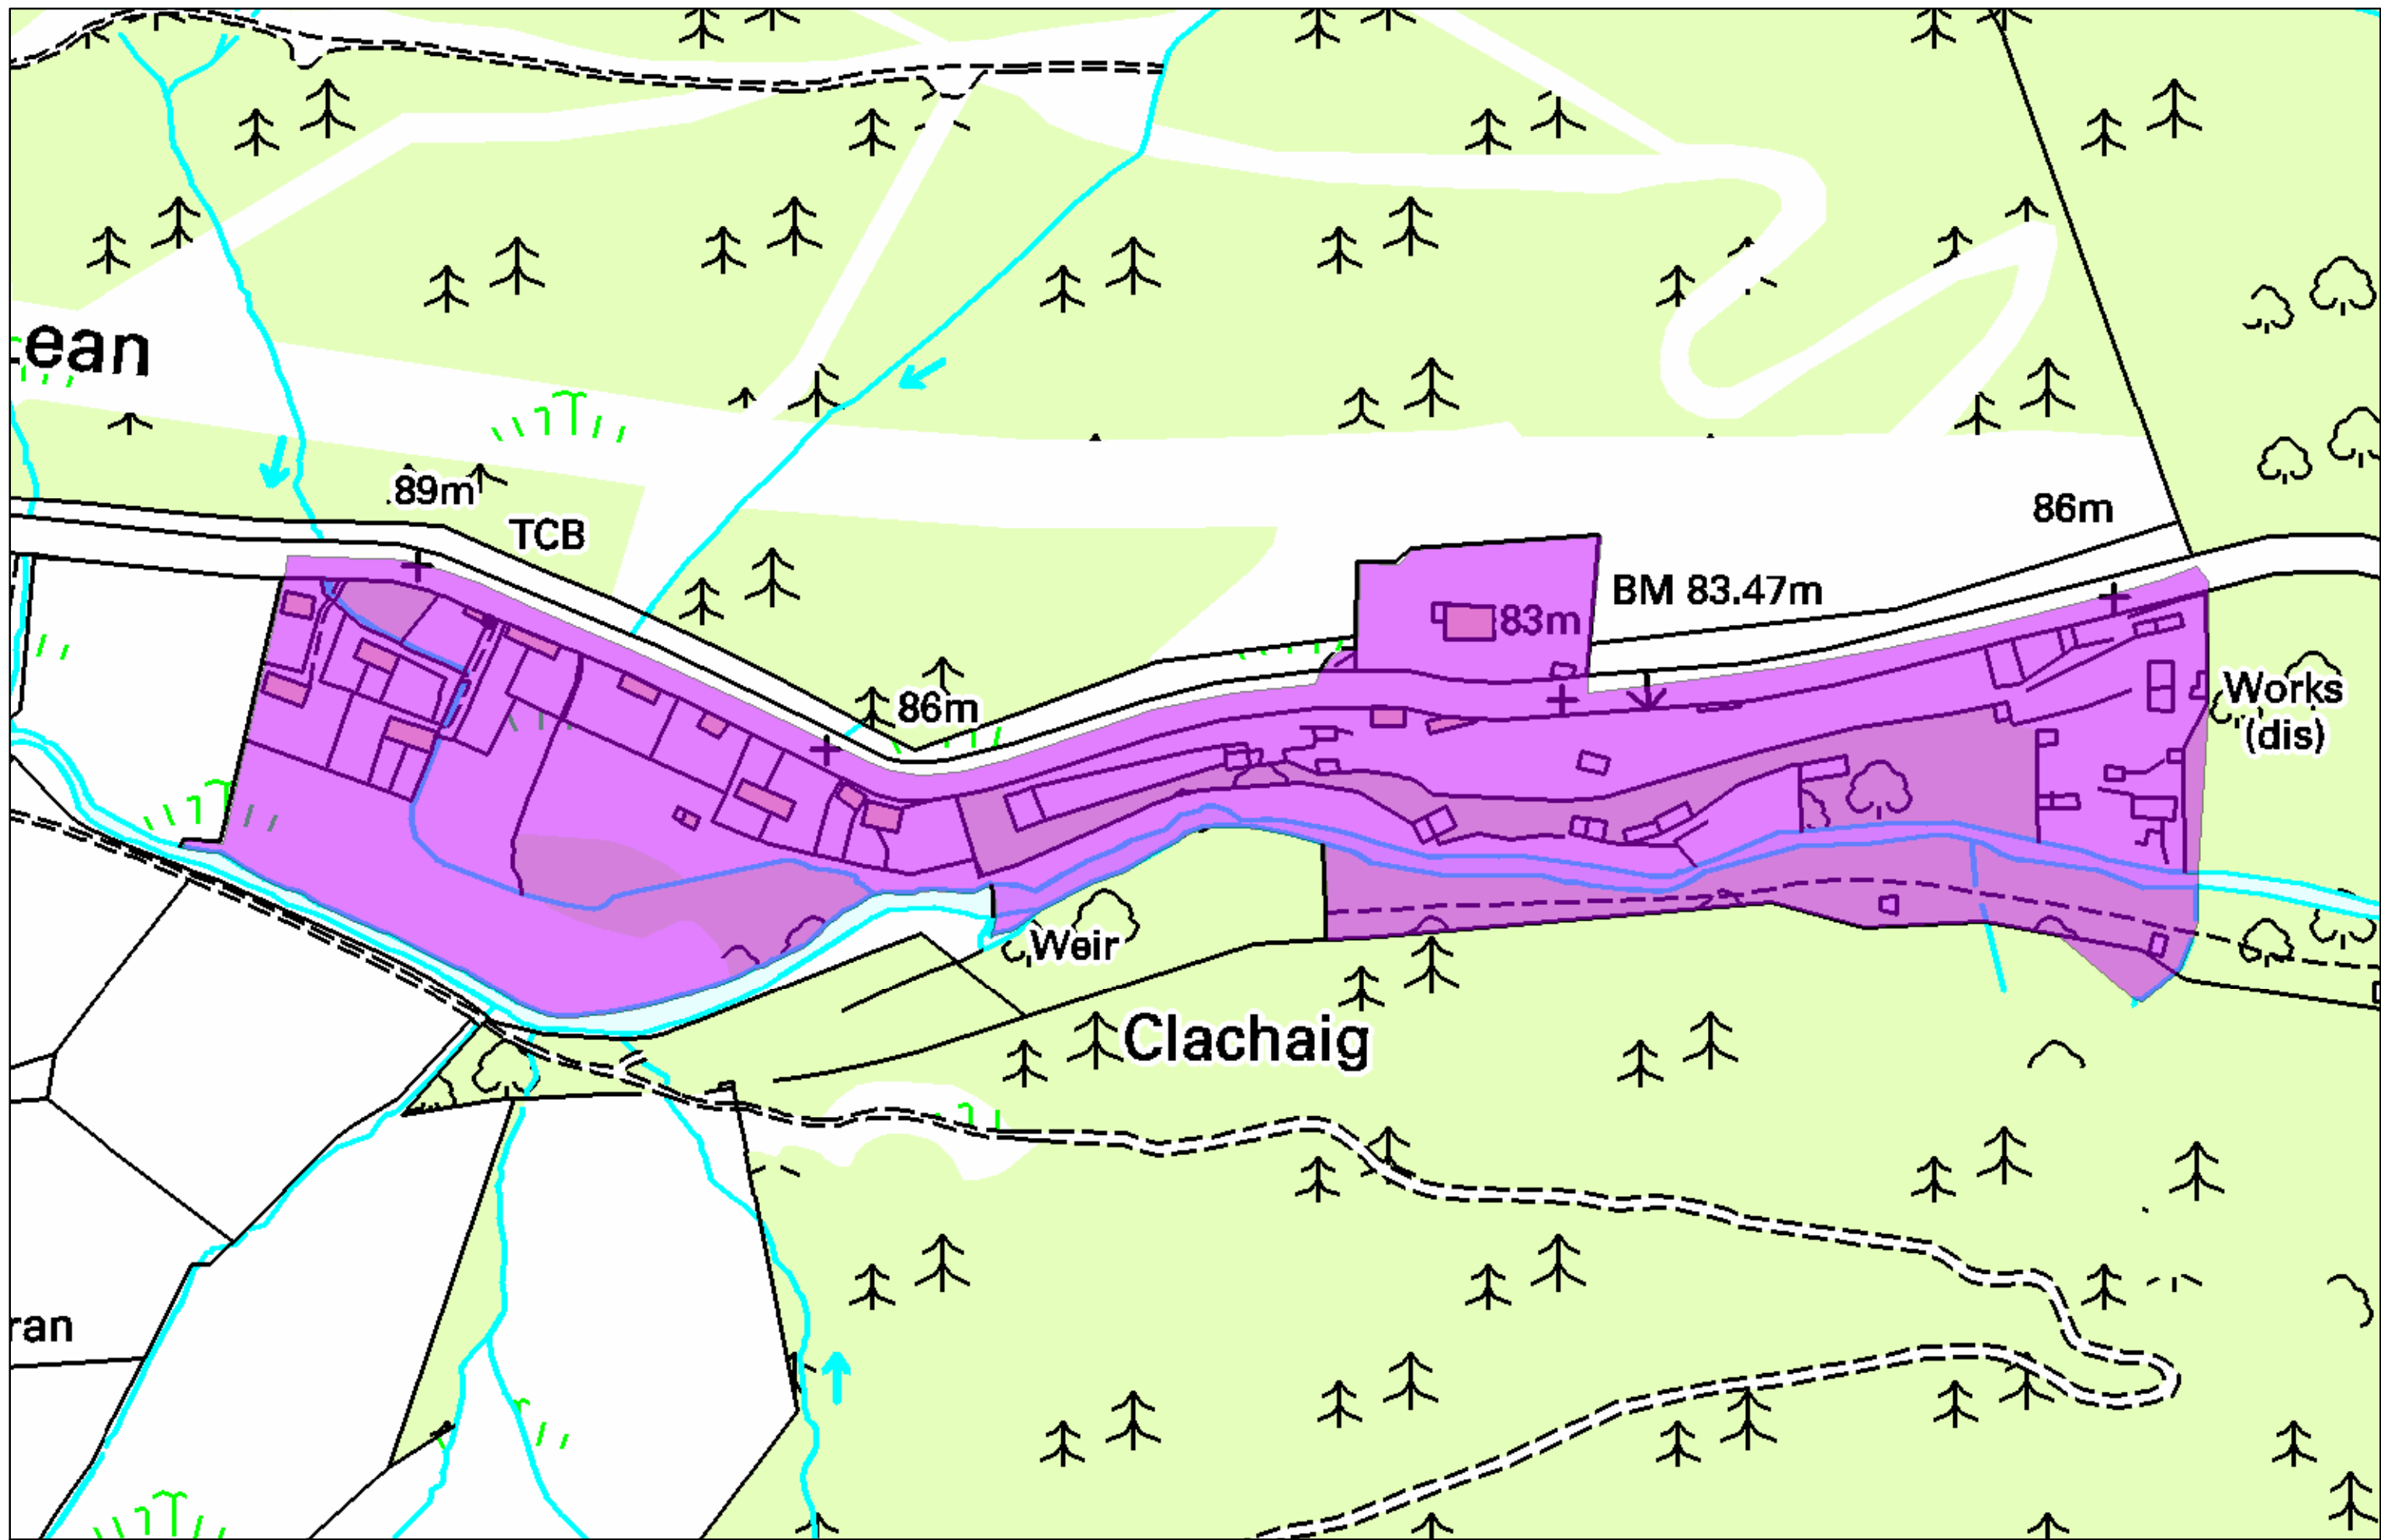 ean
.89m
TCB
86m
BM 83.47m
83m
86m
Works
(dis)
Weir
Clachaig
ran